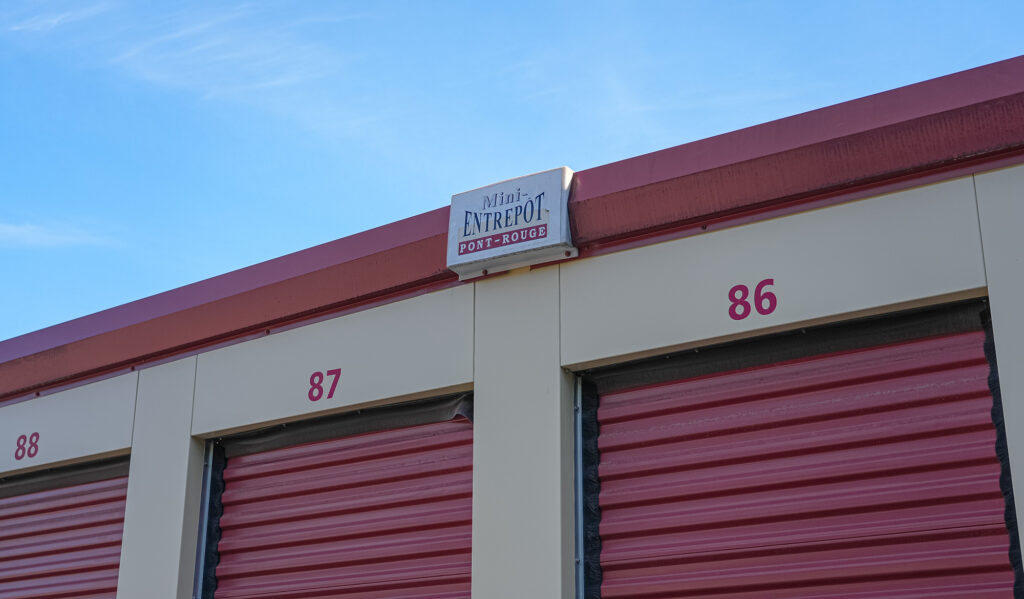 Mini-
ENTREPÔT
PONT-ROUGE
88
87
86